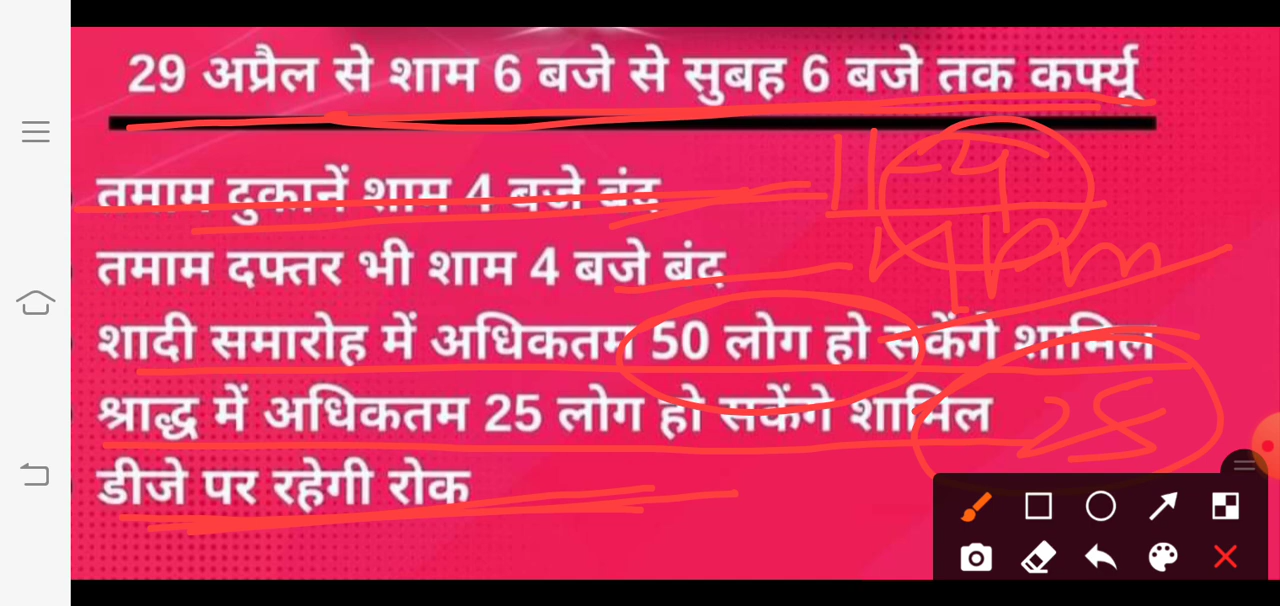 29 अप्रैल से शाम 6 बजे से सुबह 6 बजे तक कर्फ्यू
तमाम दुकानें शाम 4 बजे बंद
तमाम दफ्तर भी शाम 4 बजे बंद
शादी समारोह में अधिकतम 50 लोग हो सकेंगे शामिल
श्राद्ध में अधिकतम 25 लोग हो सकेंगे शामिल
डीजे पर रहेगी रोक